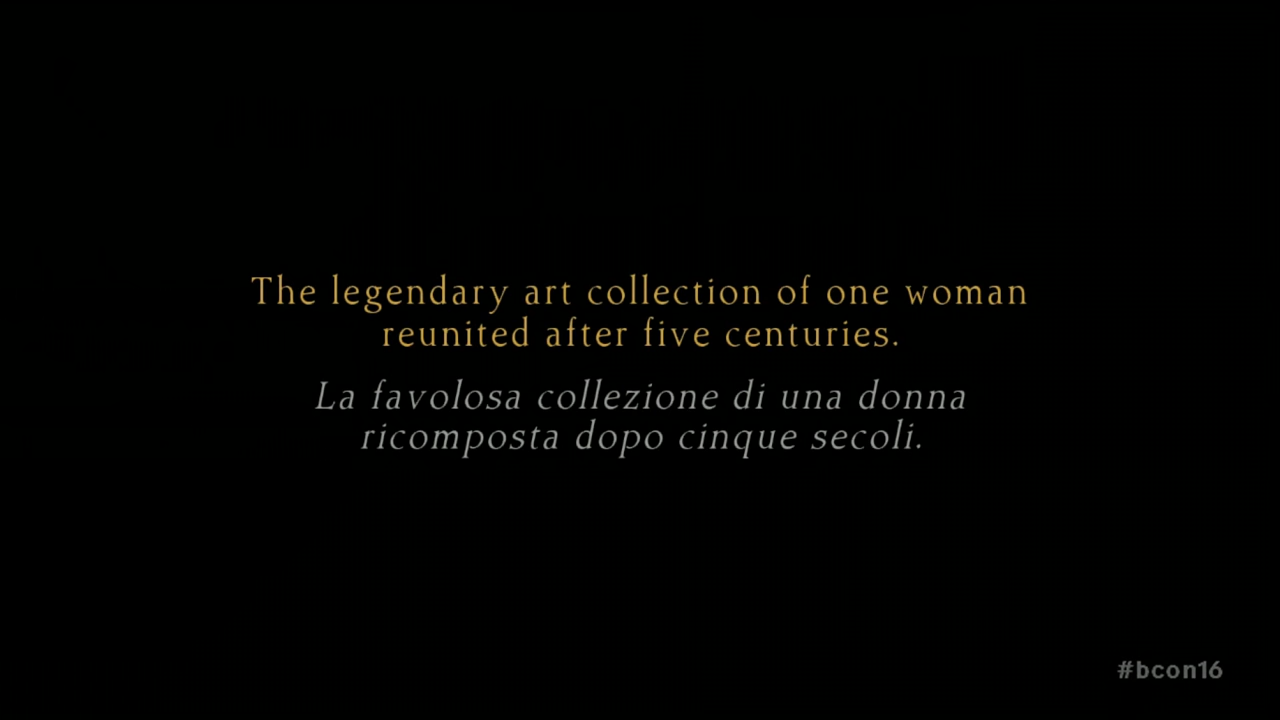 The legendary art collection of one woman
reunited after five centuries.
La favolosa collezione di una donna
ricomposta dopo cinque secoli.
#bcon16